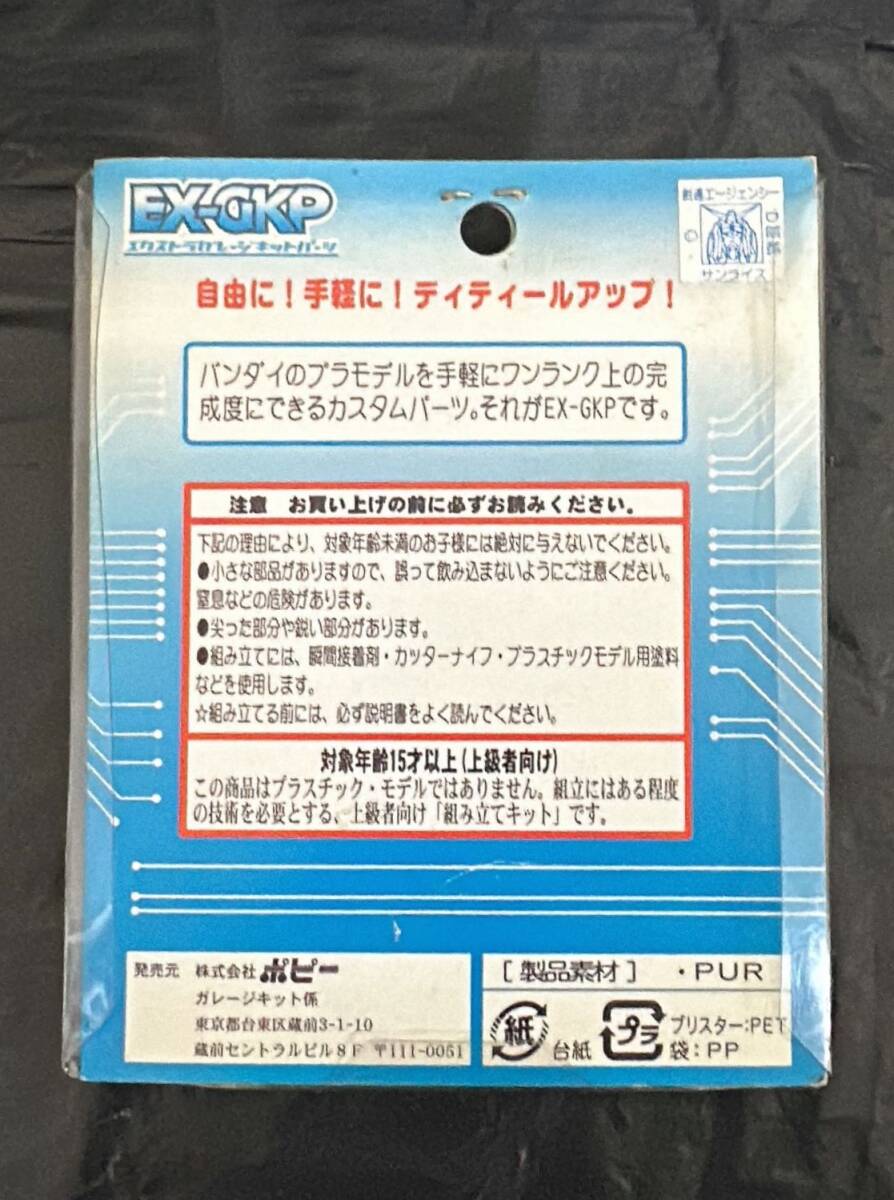 EX-GKP
エクストラガレージキットパーツ
創通エージェンシー
©
サンライズ
自由に！手軽に！ディティールアップ！
バンダイのプラモデルを手軽にワンランク上の完
成度にできるカスタムパーツ。それがEX-GKPです。
注意 お買い上げの前に必ずお読みください。
下記の理由により、対象年齢未満のお子様には絶対に与えないでください。
●小さな部品がありますので、誤って飲み込まないようにご注意ください。
窒息などの危険があります。
●尖った部分や鋭い部分があります。
●組み立てには、瞬間接着剤・カッターナイフ・プラスチックモデル用塗料
などを使用します。
☆組み立てる前には、必ず説明書をよく読んでください。
対象年齢15才以上(上級者向け)
この商品はプラスチック・モデルではありません。組立にはある程度
の技術を必要とする、上級者向け「組み立てキット」です。
発売元 株式会社 ポピー
ガレージキット係
東京都台東区蔵前3-1-10
蔵前セントラルビル8F 〒111-0051
[製品素材] ・PUR
紙 台紙
プラ ブリスター:PET
袋:PP